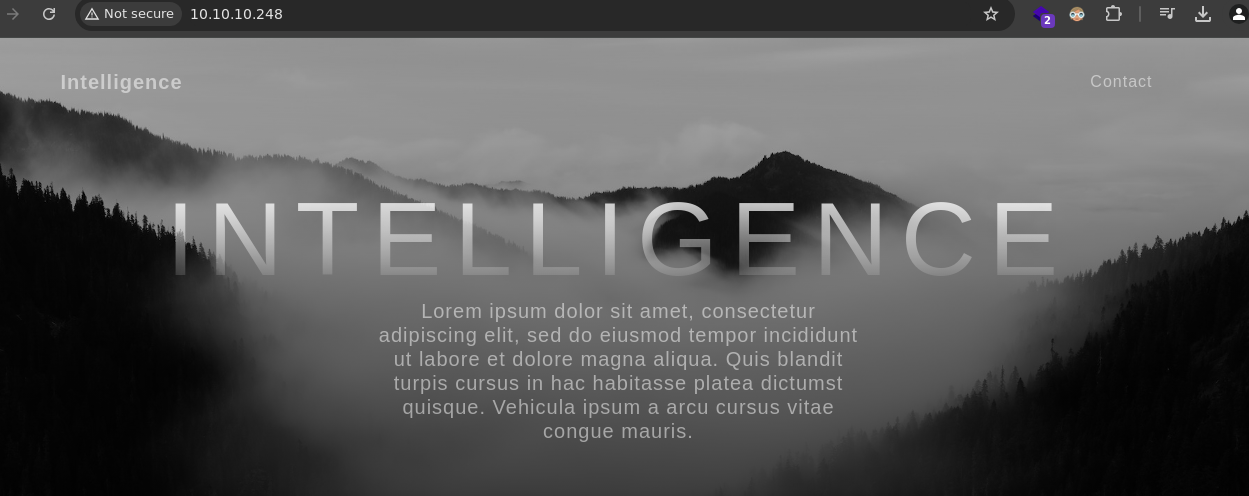 Not secure 10.10.10.248
2
Intelligence Contact
INTELLIGENCE
Lorem ipsum dolor sit amet, consectetur
adipiscing elit, sed do eiusmod tempor incididunt
ut labore et dolore magna aliqua. Quis blandit
turpis cursus in hac habitasse platea dictumst
quisque. Vehicula ipsum a arcu cursus vitae
congue mauris.